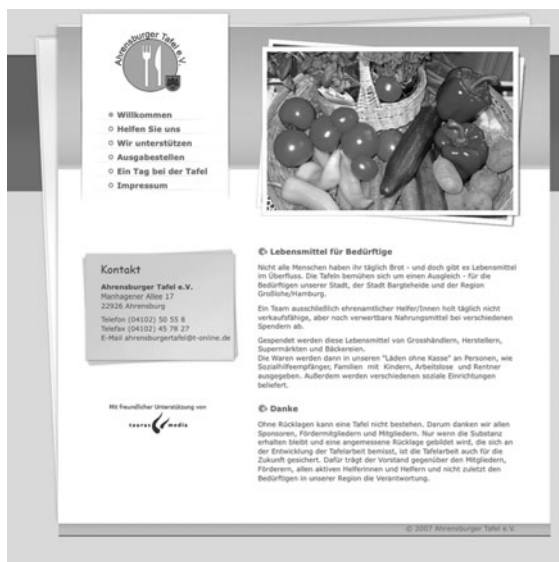 Ahrensburger Tafel e.V.
Willkommen
Helfen Sie uns
Wir unterstützen
Ausgabestellen
Ein Tag bei der Tafel
Impressum
Kontakt
Ahrensburger Tafel e.V.
Manhagener Allee 17
22926 Ahrensburg
Telefon (04102) 50 55 8
Telefax (04102) 45 78 27
E-Mail ahrensburgertafel@t-online.de
Mit freundlicher Unterstützung von
taurus media
Lebensmittel für Bedürftige
Nicht alle Menschen haben ihr täglich Brot - und doch gibt es Lebensmittel
im Überfluss. Die Tafeln bemühen sich um einen Ausgleich - für die
Bedürftigen unserer Stadt, der Stadt Bargteheide und der Region
Großlohe/Hamburg.
Ein Team ausschließlich ehrenamtlicher Helfer/Innen holt täglich nicht
verkaufsfähige, aber noch verwertbare Nahrungsmittel bei verschiedenen
Spendern ab.
Gespendet werden diese Lebensmittel von Grosshändlern, Herstellern,
Supermärkten und Bäckereien.
Die Waren werden dann in unseren "Läden ohne Kasse" an Personen, wie
Sozialhilfeempfänger, Familien mit Kindern, Arbeitslose und Rentner
ausgegeben. Außerdem werden verschiedenen soziale Einrichtungen
beliefert.
Danke
Ohne Rücklagen kann eine Tafel nicht bestehen. Darum danken wir allen
Sponsoren, Fördermitgliedern und Mitgliedern. Nur wenn die Substanz
erhalten bleibt und eine angemessene Rücklage gebildet wird, die sich an
der Entwicklung der Tafelarbeit bemisst, ist die Tafelarbeit auch für die
Zukunft gesichert. Dafür trägt der Vorstand gegenüber den Mitgliedern,
Förderern, allen aktiven Helferinnen und Helfern und nicht zuletzt den
Bedürftigen in unserer Region die Verantwortung.
© 2007 Ahrensburger Tafel e.V.